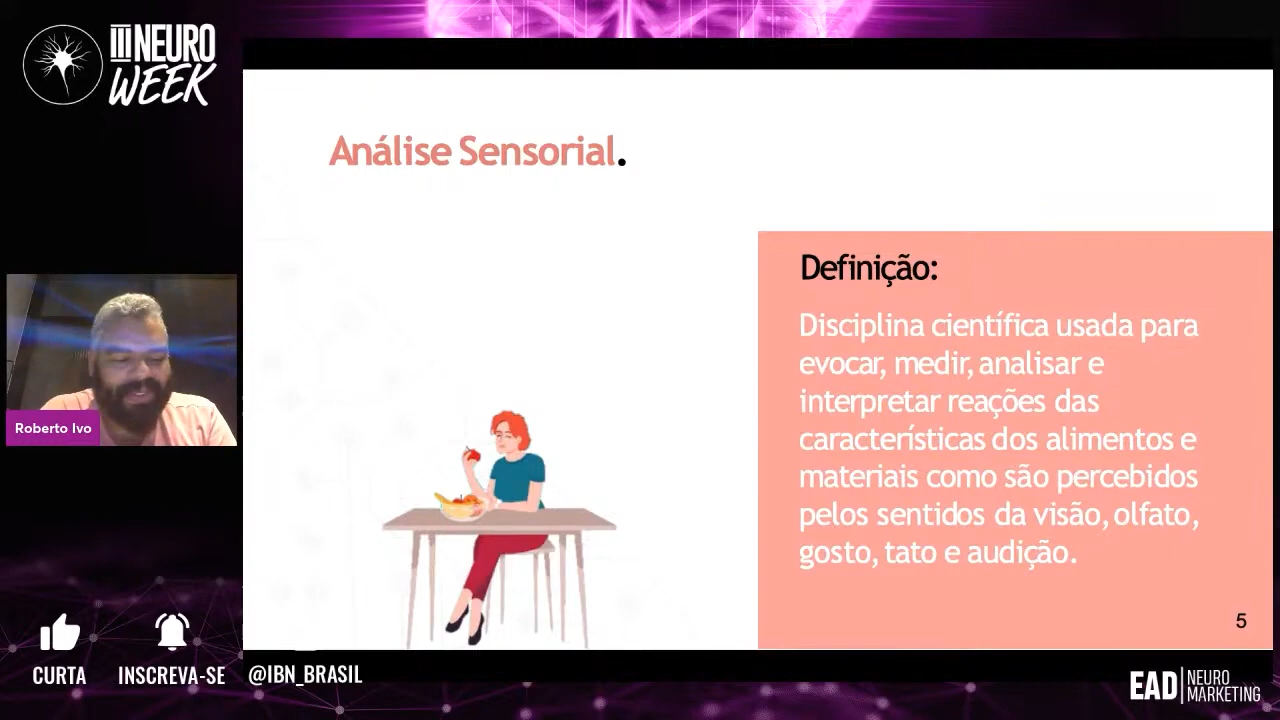 III NEURO
WEEK
Análise Sensorial.
Definição:
Disciplina científica usada para
evocar, medir, analisar e
interpretar reações das
características dos alimentos e
materiais como são percebidos
pelos sentidos da visão, olfato,
gosto, tato e audição.
5
Roberto Ivo
CURTA
INSCREVA-SE
@IBN_BRASIL
EAD NEURO
MARKETING